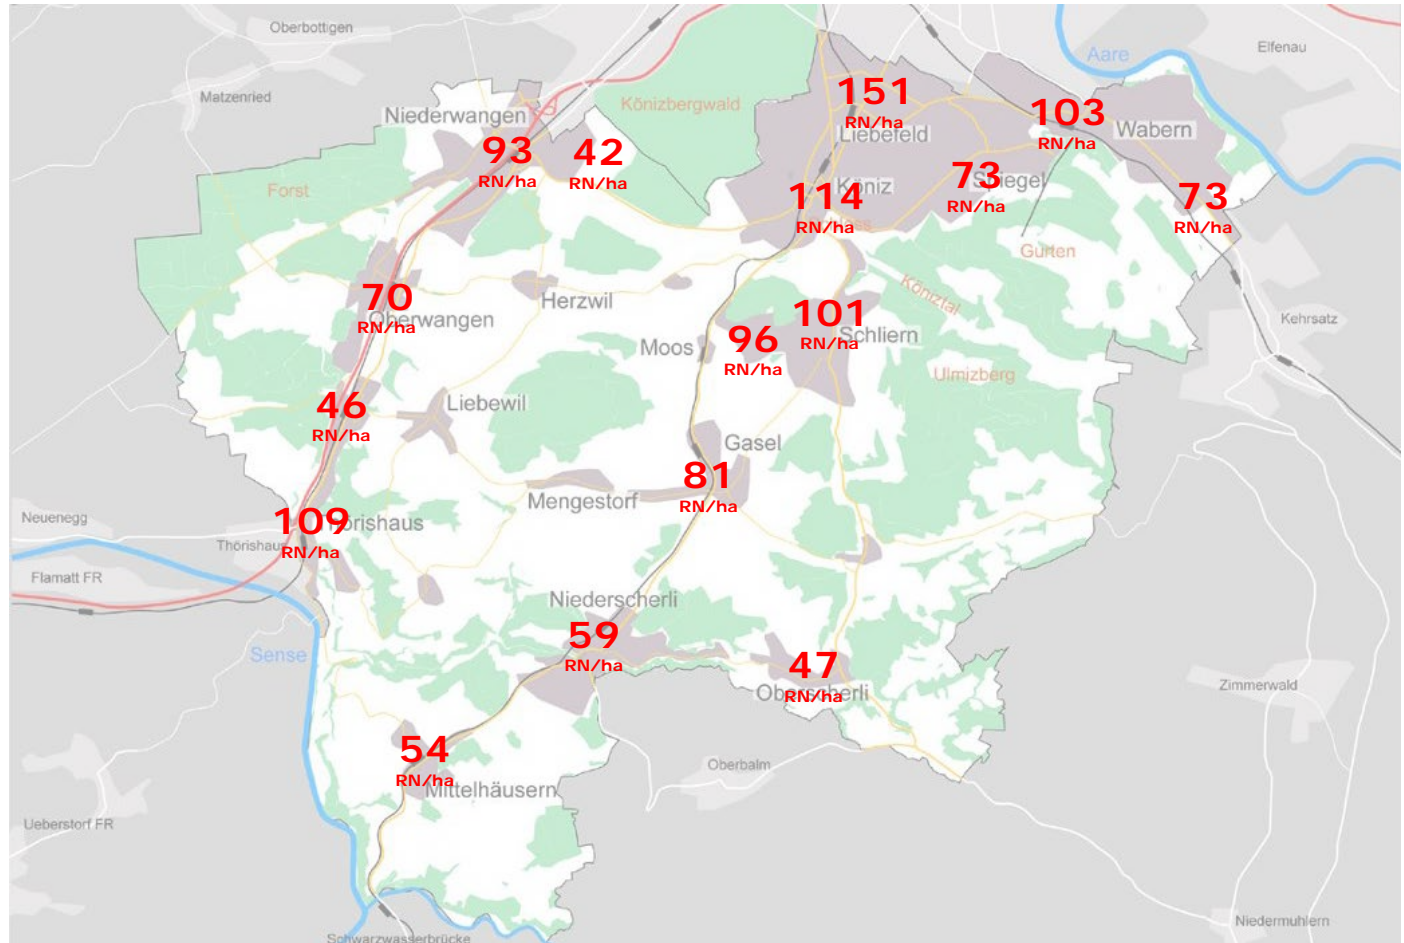 Oberbottigen
Elfenau
Aare
Matzenried
Niederwangen
Könizbergwald
151
RN/ha
Liebefeld
103
RN/ha
Wabern
93
RN/ha
42
RN/ha
Forst
Köniz
114
RN/ha
73
RN/ha
Spiegel
73
RN/ha
Gurten
Köniztal
70
RN/ha
Oberwangen
Herzwil
Moos
96
RN/ha
101
RN/ha
Schliern
Kehrsatz
Ulmizberg
46
RN/ha
Liebewil
Gasel
81
RN/ha
Mengestorf
Neuenegg
109
RN/ha
Thörishaus
Thörishaus
Flamatt FR
Niederscherli
59
RN/ha
Sense
47
RN/ha
Oberscherli
Zimmerwald
54
RN/ha
Mittelhäusern
Oberbalm
Ueberstorf FR
Niedermuhlern
Schwarzwasserbrücke